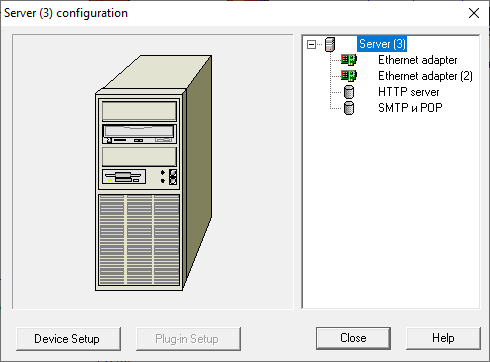 Server (3) configuration
Server (3)
Ethernet adapter
Ethernet adapter (2)
HTTP server
SMTP и POP
Device Setup
Plug-in Setup
Close
Help